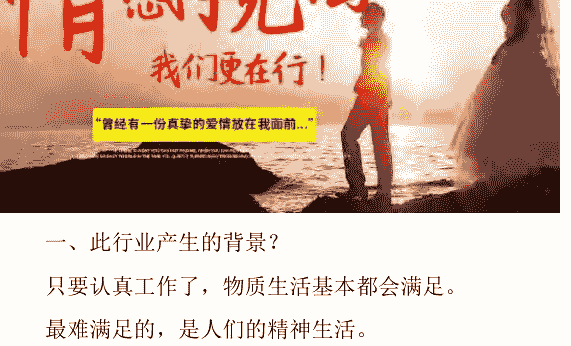 我们更在行！
“曾经有一份真挚的爱情放在我面前...”
一、此行业产生的背景？
只要认真工作了，物质生活基本都会满足。
最难满足的，是人们的精神生活。